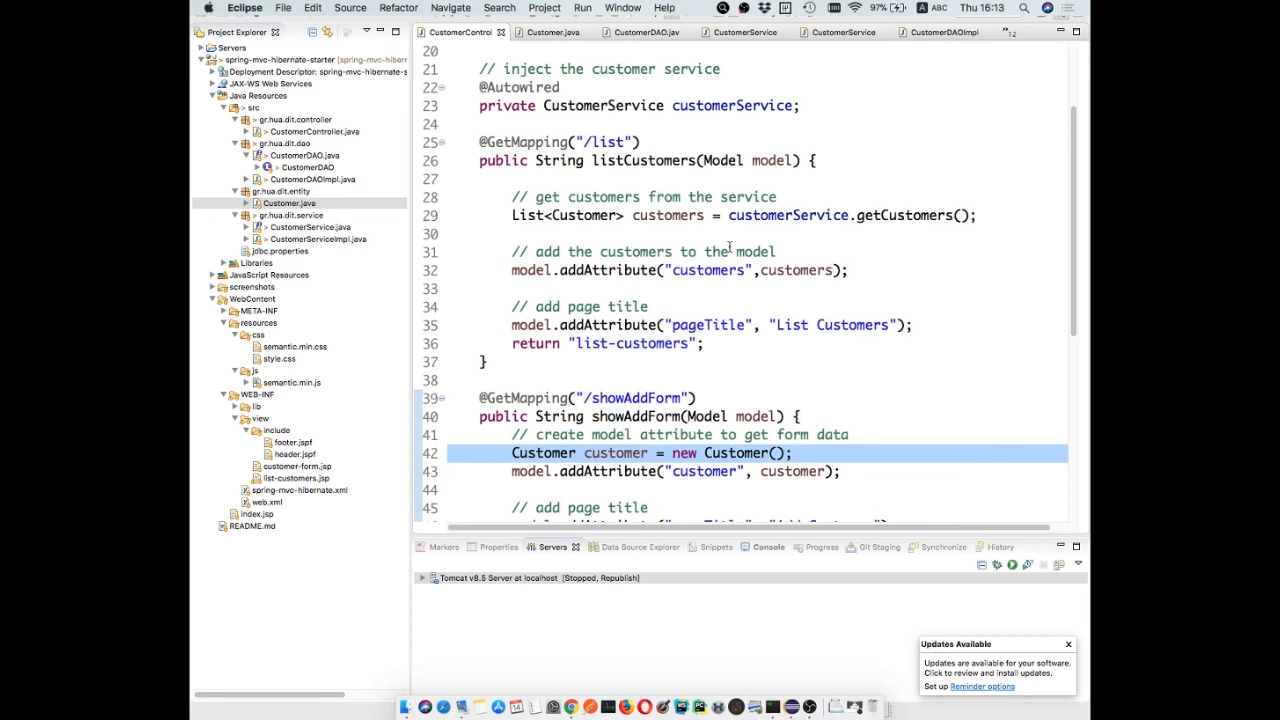 Eclipse File Edit Source Refactor Navigate Search Project Run Window Help 97% A ABC Thu 16:13
Project Explorer
Servers
> spring-mvc-hibernate-starter [spring-mvc-hibern
Deployment Descriptor: spring-mvc-hibernate-s
JAX-WS Web Services
Java Resources
> src
> gr.hua.dit.controller
> CustomerController.java
> gr.hua.dit.dao
> CustomerDAO.java
> CustomerDAO
> CustomerDAOImpl.java
gr.hua.dit.entity
Customer.java
> gr.hua.dit.service
> CustomerService.java
> CustomerServiceImpl.java
jdbc.properties
Libraries
JavaScript Resources
screenshots
WebContent
META-INF
resources
css
semantic.min.css
style.css
js
semantic.min.js
WEB-INF
lib
view
include
footer.jspf
header.jspf
customer-form.jsp
list-customers.jsp
spring-mvc-hibernate.xml
web.xml
index.jsp
README.md
CustomerControl Customer.java CustomerDAO.jav CustomerService CustomerService CustomerDAOImpl »12
20
21 // inject the customer service
22 @Autowired
23 private CustomerService customerService;
24
25 @GetMapping("/list")
26 public String listCustomers(Model model) {
27
28 // get customers from the service
29 List<Customer> customers = customerService.getCustomers();
30
31 // add the customers to the model
32 model.addAttribute("customers",customers);
33
34 // add page title
35 model.addAttribute("pageTitle", "List Customers");
36 return "list-customers";
37 }
38
39 @GetMapping("/showAddForm")
40 public String showAddForm(Model model) {
41 // create model attribute to get form data
42 Customer customer = new Customer();
43 model.addAttribute("customer", customer);
44
45 // add page title
Markers Properties Servers Data Source Explorer Snippets Console Progress Git Staging Synchronize History
Tomcat v8.5 Server at localhost [Stopped, Republish]
Updates Available
Updates are available for your software.
Click to review and install updates.
Set up Reminder options